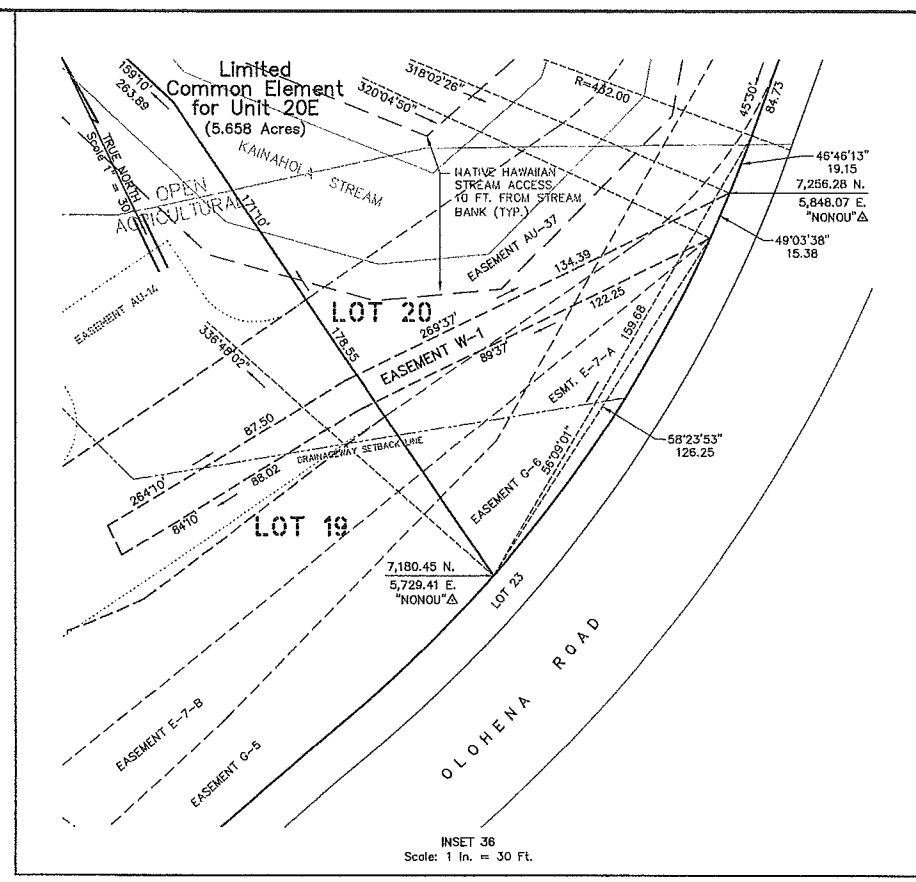 Limited
Common Element
for Unit 20E
(5.658 Acres)
159°10'
263.89
TRUE NORTH
Scale 1" = 30'
OPEN
AGRICULTURAL
KAINAHOLA STREAM
171°10'
178.55
318°02'26"
320°04'50"
R=432.00
45°30'
84.73
NATIVE HAWAIIAN
STREAM ACCESS
10 FT. FROM STREAM
BANK (TYP.)
46°46'13"
19.15
7,256.28 N.
5,848.07 E.
"NONOU"△
49°03'38"
15.38
EASEMENT AU-37
EASEMENT AU-14
LOT 20
134.39
269°37'
EASEMENT W-1
122.25
89°37'
159.68
56°09'01"
ESMT. E-7-A
336°49'02"
87.50
264°10'
88.02
84°10'
DRAINAGEWAY SETBACK LINE
58°23'53"
126.25
EASEMENT G-6
LOT 19
7,180.45 N.
5,729.41 E.
"NONOU"△
LOT 23
OLOHENA ROAD
EASEMENT E-7-B
EASEMENT G-5
INSET 36
Scale: 1 In. = 30 Ft.